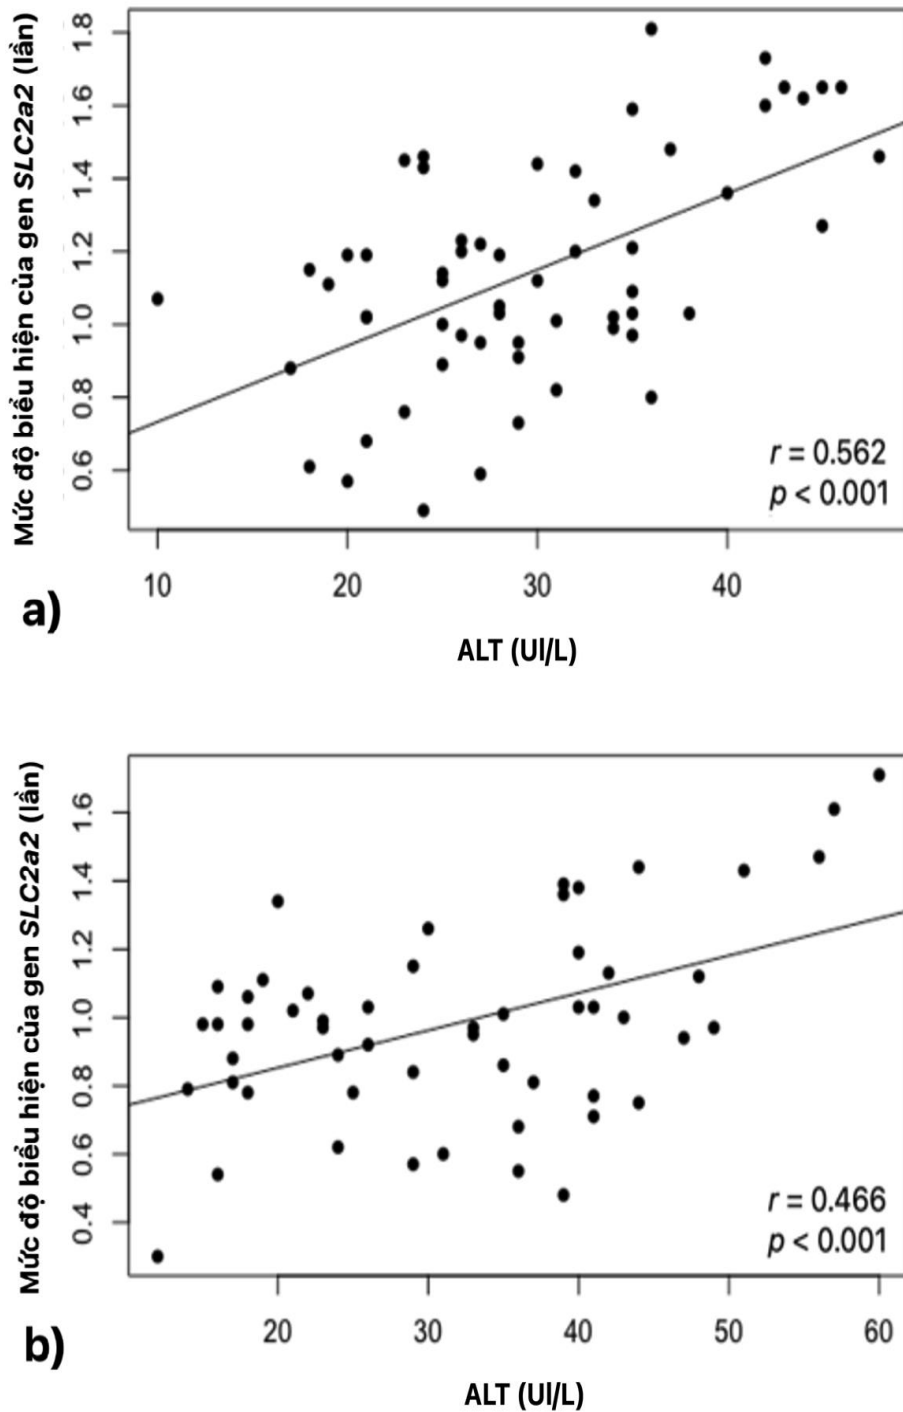 Mức độ biểu hiện của gen SLC2a2 (lần)
1.8
1.6
1.4
1.2
1.0
0.8
0.6
r = 0.562
p < 0.001
10 20 30 40
a)
ALT (UI/L)
Mức độ biểu hiện của gen SLC2a2 (lần)
1.6
1.4
1.2
1.0
0.8
0.6
0.4
r = 0.466
p < 0.001
20 30 40 50 60
b)
ALT (UI/L)